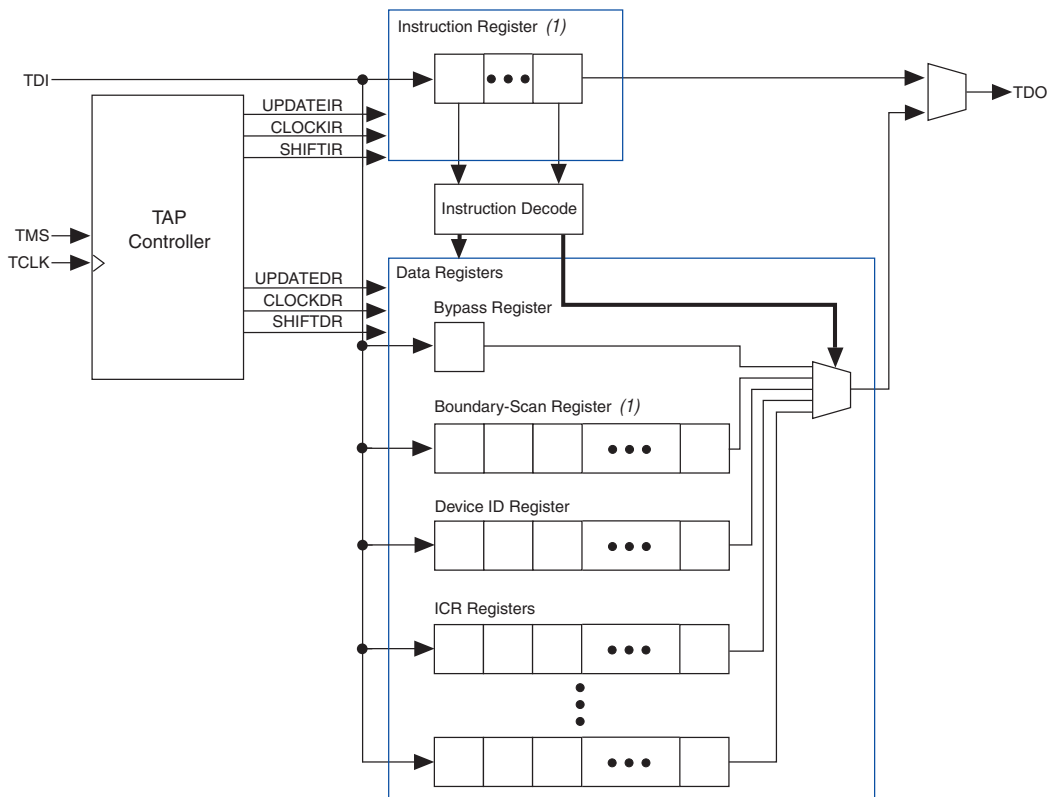 Instruction Register (1)
TDI
TDO
UPDATEIR
CLOCKIR
SHIFTIR
Instruction Decode
TAP
Controller
TMS
TCLK
Data Registers
UPDATEDR
CLOCKDR
SHIFTDR
Bypass Register
Boundary-Scan Register (1)
Device ID Register
ICR Registers